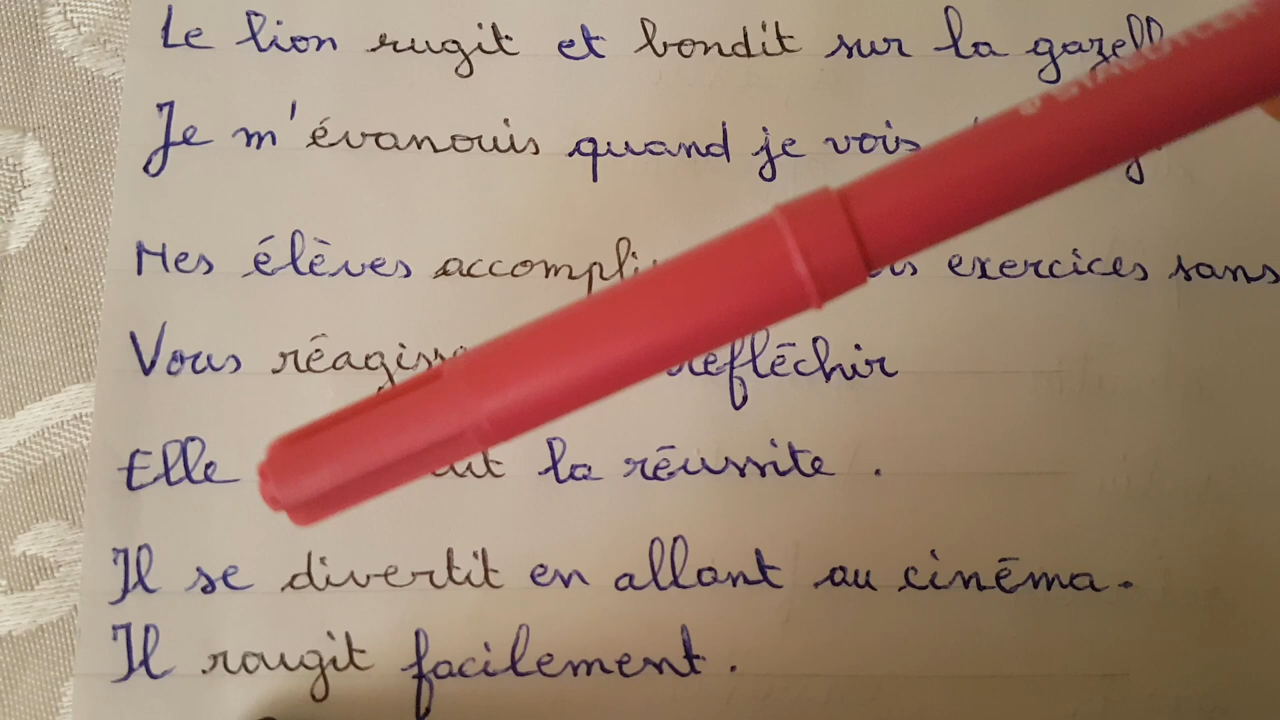 Le lion rugit et bondit sur la
Je m'évanouis quand je vois
Mes élèves exercices sans
Vous refléchir
Elle la réussite .
Il se divertit en allant au cinéma.
Il rougit facilement .